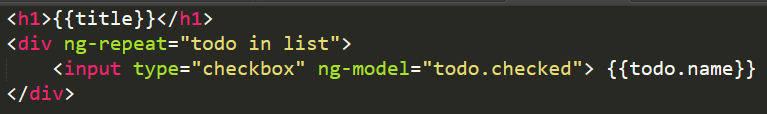 <h1>{{title}}</h1>
<div ng-repeat="todo in list">
    <input type="checkbox" ng-model="todo.checked"> {{todo.name}}
</div>